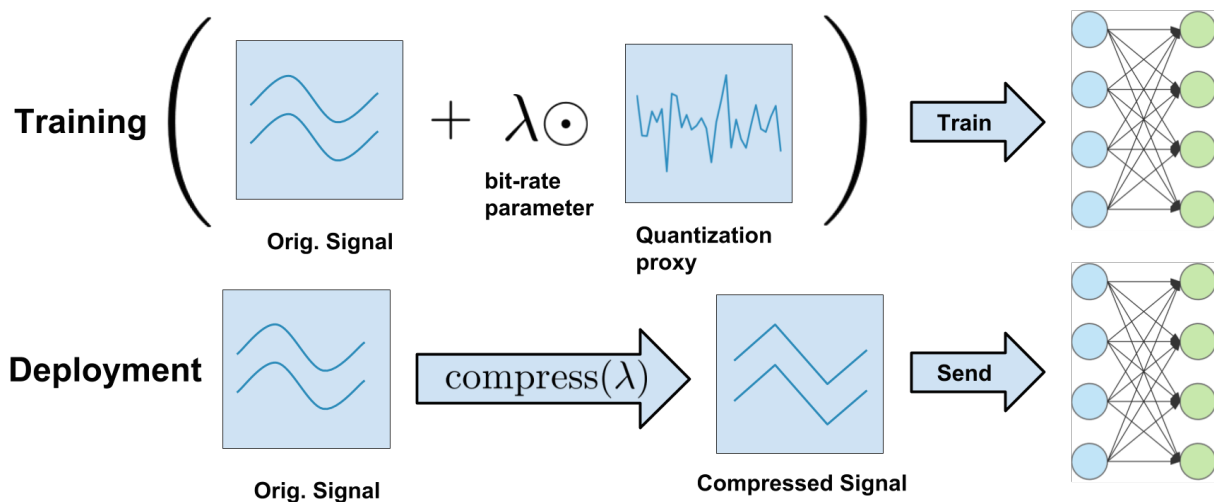 Training
+ λ⊙
Train
bit-rate
parameter
Orig. Signal
Quantization
proxy
Deployment
compress(λ)
Send
Orig. Signal
Compressed Signal